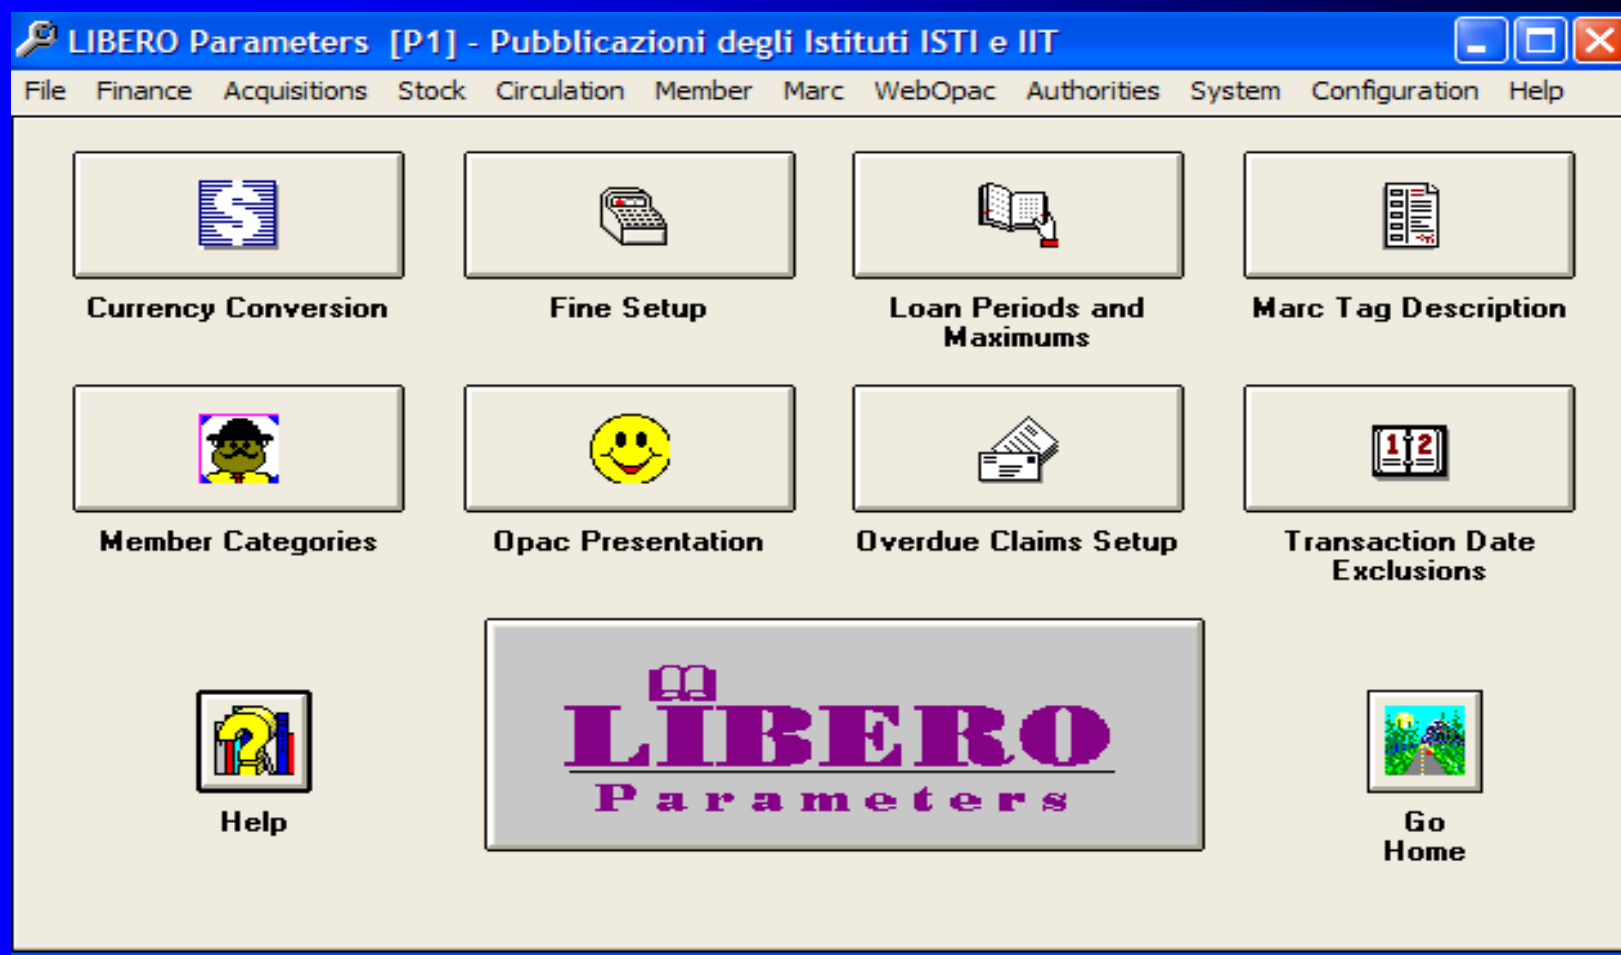 LIBERO Parameters [P1] - Pubblicazioni degli Istituti ISTI e IIT
File Finance Acquisitions Stock Circulation Member Marc WebOpac Authorities System Configuration Help
$
Currency Conversion Fine Setup Loan Periods and Marc Tag Description
Maximums
1 2
Member Categories Opac Presentation Overdue Claims Setup Transaction Date
Exclusions
?
LIBERO
Parameters
Help Go
Home